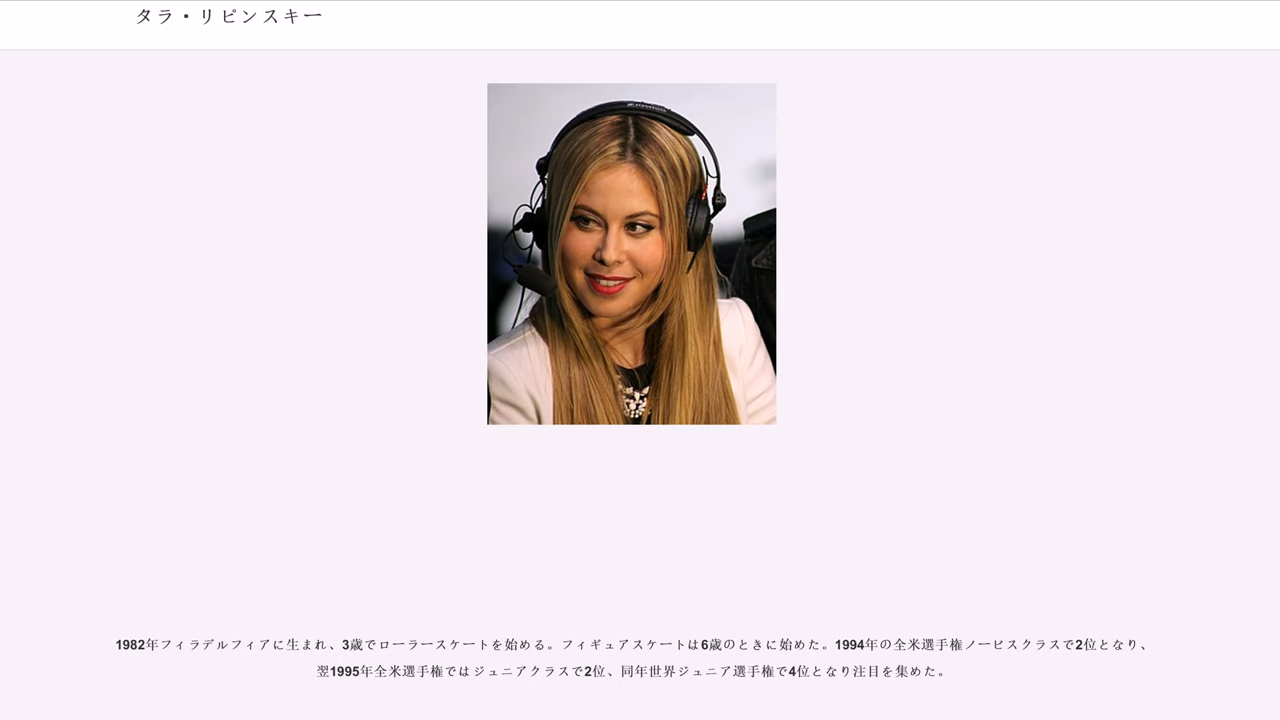 タラ・リピンスキー
1982年フィラデルフィアに生まれ、3歳でローラースケートを始める。フィギュアスケートは6歳のときに始めた。1994年の全米選手権ノービスクラスで2位となり、
翌1995年全米選手権ではジュニアクラスで2位、同年世界ジュニア選手権で4位となり注目を集めた。